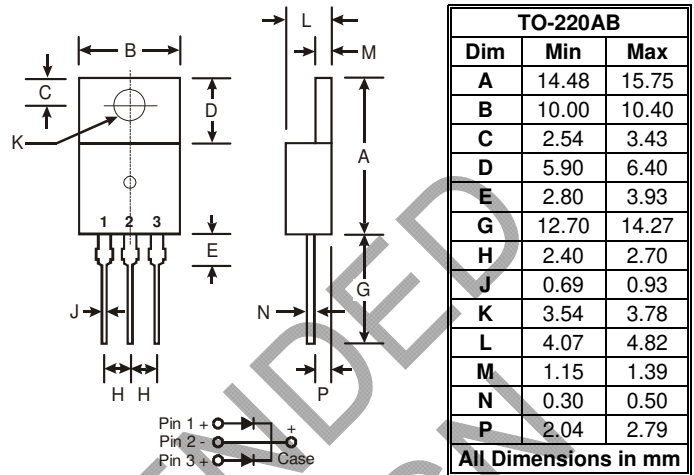 L
B
M
C
D
K
A
1 2 3
E
G
J
N
H H
P
Pin 1 +
Pin 2 - +
Pin 3 + Case
TO-220AB
Dim Min Max
A 14.48 15.75
B 10.00 10.40
C 2.54 3.43
D 5.90 6.40
E 2.80 3.93
G 12.70 14.27
H 2.40 2.70
J 0.69 0.93
K 3.54 3.78
L 4.07 4.82
M 1.15 1.39
N 0.30 0.50
P 2.04 2.79
All Dimensions in mm